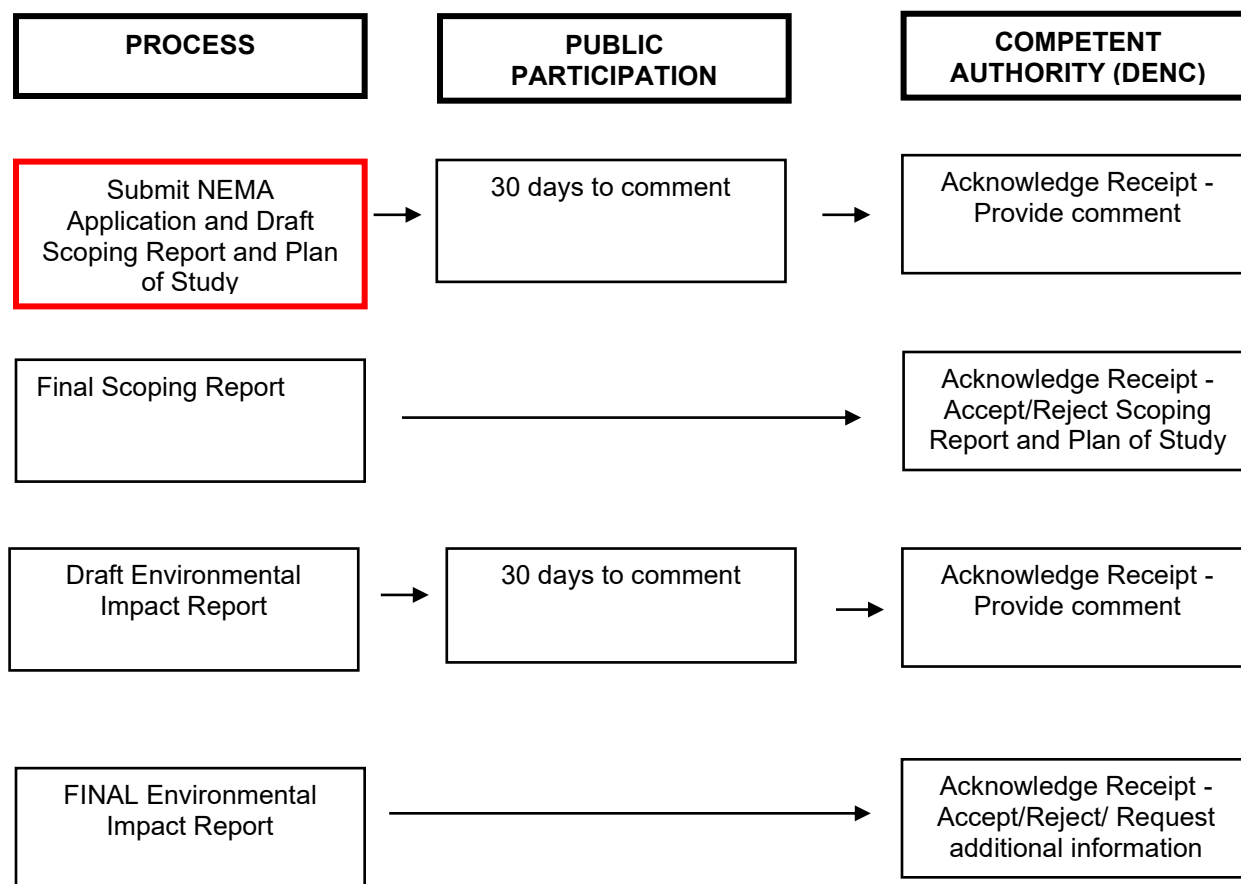 PROCESS
PUBLIC
PARTICIPATION
COMPETENT
AUTHORITY (DENC)
Submit NEMA
Application and Draft
Scoping Report and Plan
of Study
30 days to comment
Acknowledge Receipt -
Provide comment
Final Scoping Report
Acknowledge Receipt -
Accept/Reject Scoping
Report and Plan of Study
Draft Environmental
Impact Report
30 days to comment
Acknowledge Receipt -
Provide comment
FINAL Environmental
Impact Report
Acknowledge Receipt -
Accept/Reject/ Request
additional information